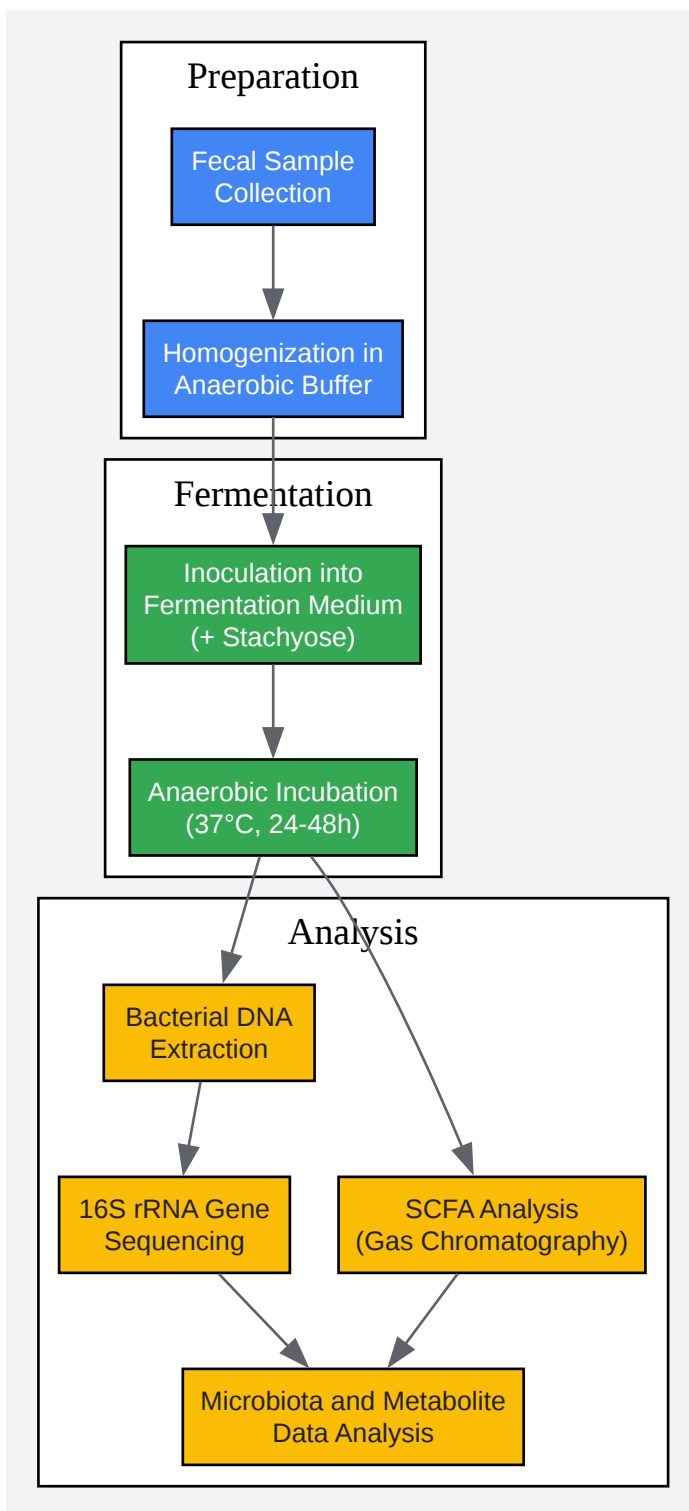 Preparation
Fecal Sample
Collection
Homogenization in
Anaerobic Buffer
Fermentation
Inoculation into
Fermentation Medium
(+ Stachyose)
Anaerobic Incubation
(37°C, 24-48h)
Analysis
Bacterial DNA
Extraction
16S rRNA Gene
Sequencing
SCFA Analysis
(Gas Chromatography)
Microbiota and Metabolite
Data Analysis